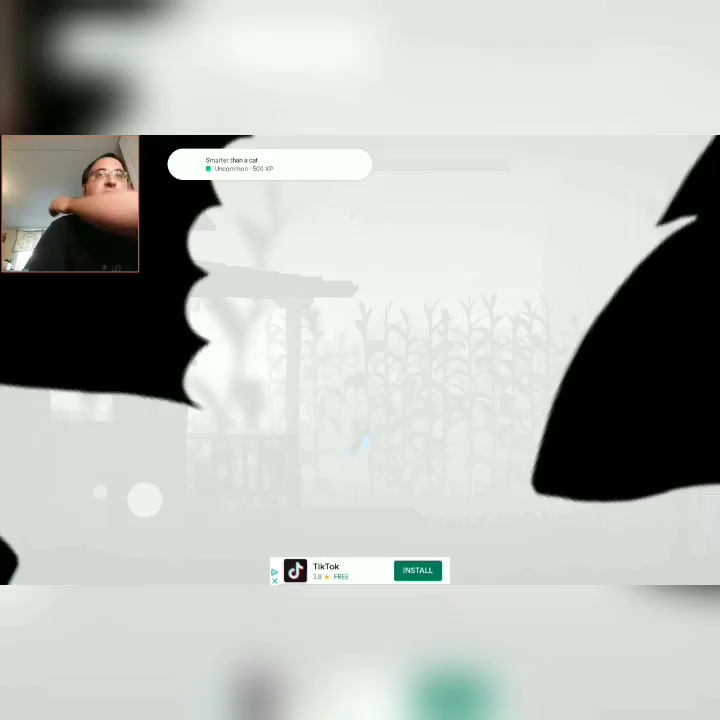 Smarter than a cat
Uncommon · 500 XP
TikTok
3.8 ★ FREE
INSTALL